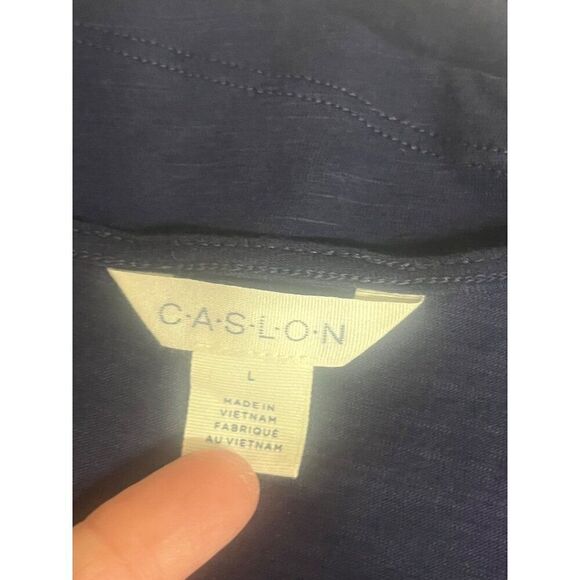 C·A·S·L·O·N
L
MADE IN
VIETNAM
FABRIQUÉ
AU VIETNAM